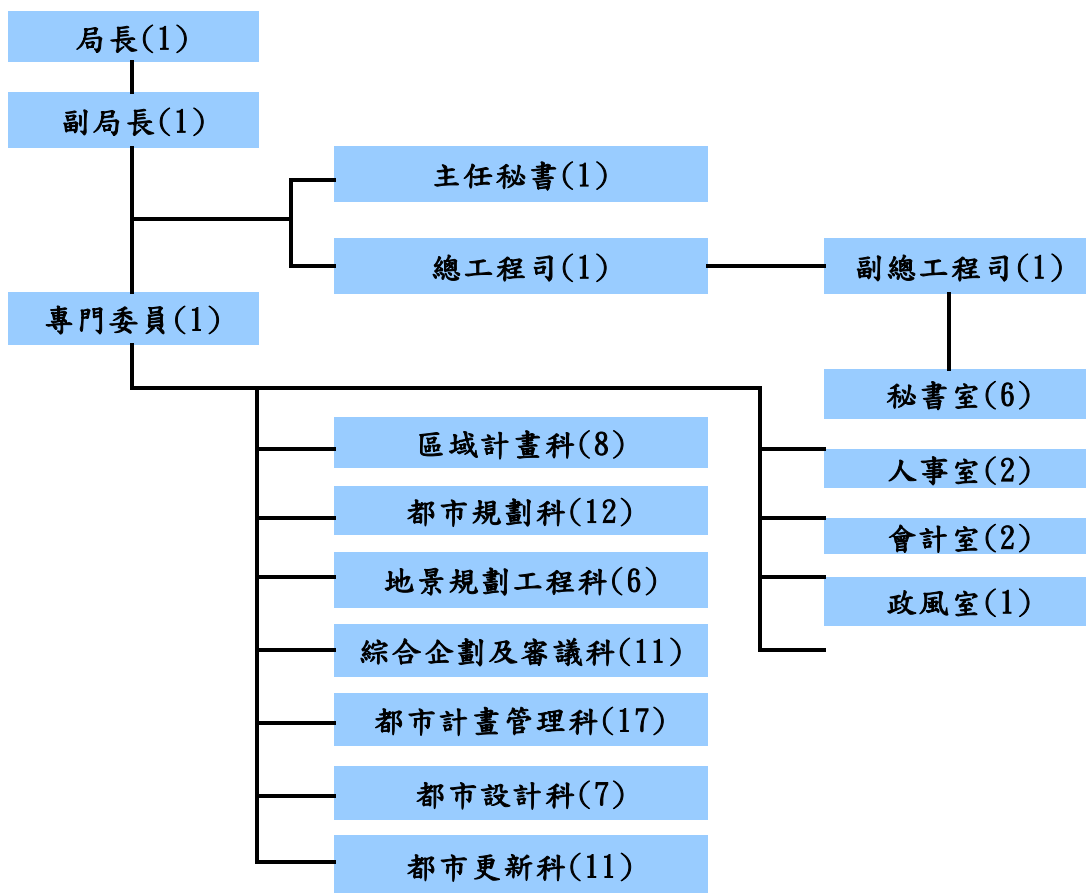 局長(1)
副局長(1)
主任秘書(1)
總工程司(1)
副總工程司(1)
專門委員(1)
秘書室(6)
區域計畫科(8)
人事室(2)
都市規劃科(12)
會計室(2)
地景規劃工程科(6)
政風室(1)
綜合企劃及審議科(11)
都市計畫管理科(17)
都市設計科(7)
都市更新科(11)